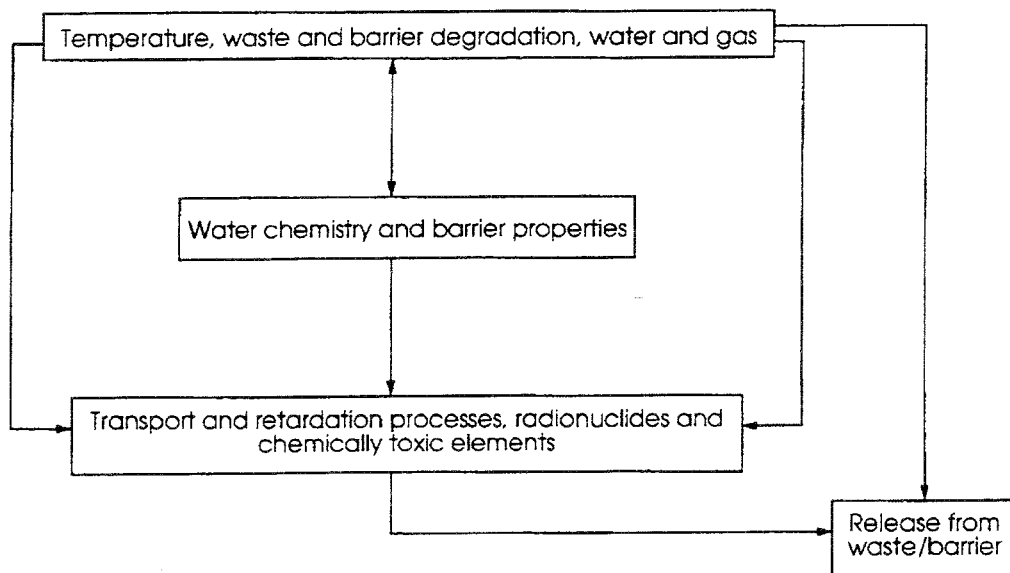 Temperature, waste and barrier degradation, water and gas
Water chemistry and barrier properties
Transport and retardation processes, radionuclides and
chemically toxic elements
Release from
waste/barrier